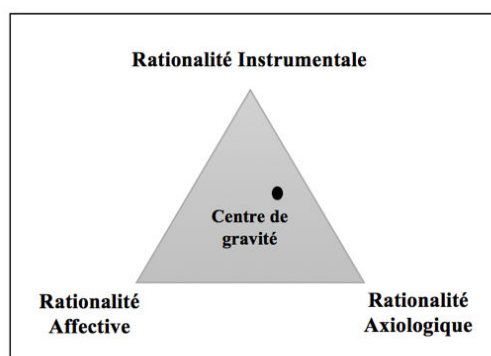 Rationalité Instrumentale
Centre de
gravité
Rationalité
Affective
Rationalité
Axiologique